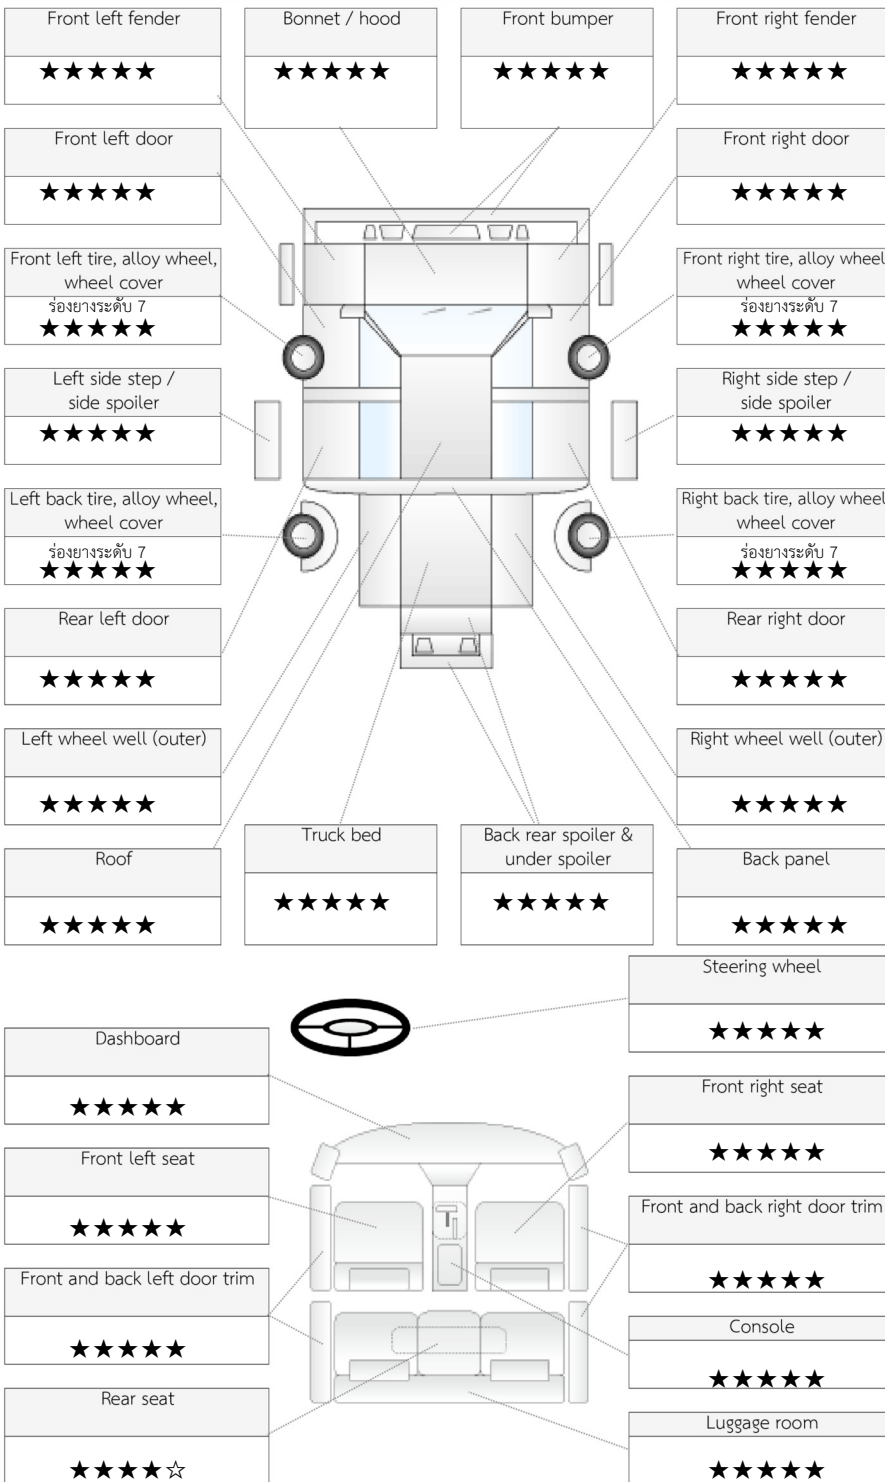 Front left fender
★★★★★
Bonnet / hood
★★★★★
Front bumper
★★★★★
Front right fender
★★★★★
Front left door
★★★★★
Front right door
★★★★★
Front left tire, alloy wheel,
wheel cover
ร่องยางระดับ 7
★★★★★
Front right tire, alloy wheel
wheel cover
ร่องยางระดับ 7
★★★★★
Left side step /
side spoiler
★★★★★
Right side step /
side spoiler
★★★★★
Left back tire, alloy wheel,
wheel cover
ร่องยางระดับ 7
★★★★★
Right back tire, alloy wheel
wheel cover
ร่องยางระดับ 7
★★★★★
Rear left door
★★★★★
Rear right door
★★★★★
Left wheel well (outer)
★★★★★
Right wheel well (outer)
★★★★★
Roof
★★★★★
Truck bed
★★★★★
Back rear spoiler &
under spoiler
★★★★★
Back panel
★★★★★
Steering wheel
★★★★★
Dashboard
★★★★★
Front right seat
★★★★★
Front left seat
★★★★★
Front and back right door trim
★★★★★
Front and back left door trim
★★★★★
Console
★★★★★
Rear seat
★★★★☆
Luggage room
★★★★★